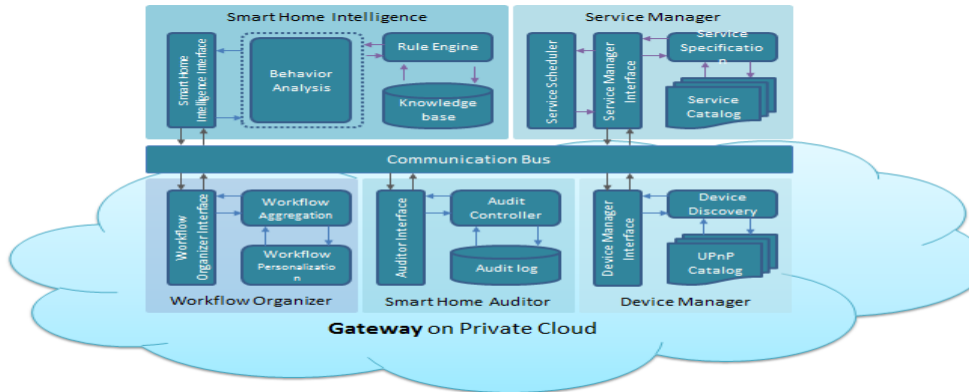 Smart Home Intelligence
Service Manager
Smart Home
Intelligence Interface
Behavior
Analysis
Rule Engine
Knowledge
base
Service Scheduler
Service Manager
Interface
Service
Specificatio
n
Service
Catalog
Communication Bus
Workflow
Organizer Interface
Workflow
Aggregation
Workflow
Personalizatio
n
Auditor Interface
Audit
Controller
Audit log
Device Manager
Interface
Device
Discovery
UPnP
Catalog
Workflow Organizer
Smart Home Auditor
Device Manager
Gateway on Private Cloud